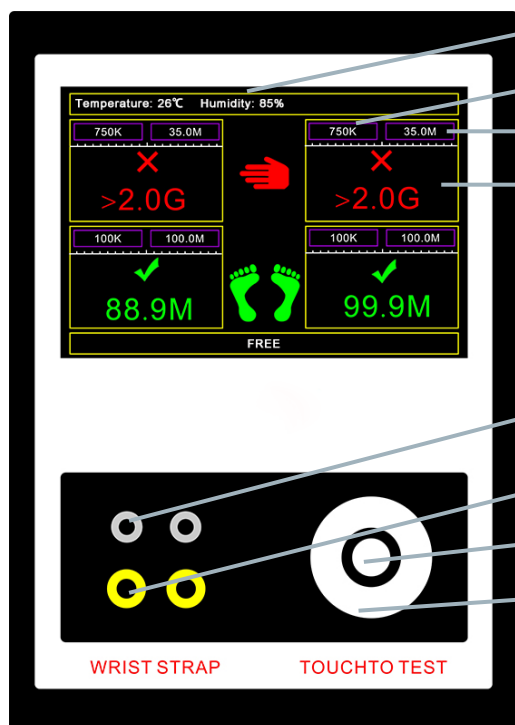 Temperature: 26℃ Humidity: 85%
750K 35.0M 750K 35.0M
>2.0G >2.0G
100K 100.0M 100K 100.0M
88.9M 99.9M
FREE
WRIST STRAP TOUCHTO TEST